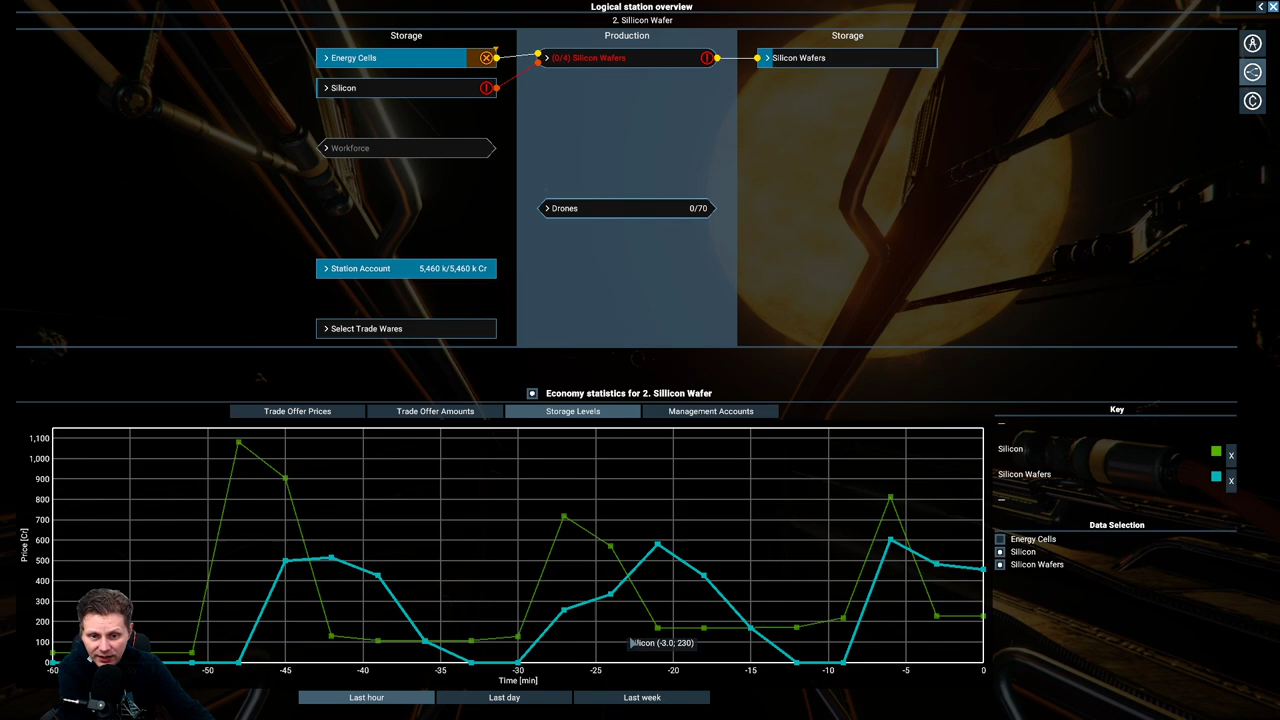 Logical station overview
2. Sillicon Wafer
Storage
Production
Storage
Energy Cells
(0/4) Silicon Wafers
Silicon Wafers
Silicon
Workforce
Drones 0/70
Station Account 5,460 k/5,460 k Cr
Select Trade Wares
Economy statistics for 2. Sillicon Wafer
Trade Offer Prices
Trade Offer Amounts
Storage Levels
Management Accounts
Key
Silicon X
Silicon Wafers X
Data Selection
Energy Cells
Silicon
Silicon Wafers
Price [Cr]
1,100
1,000
900
800
700
600
500
400
300
200
100
0
Silicon (-3.0; 230)
-60 -50 -45 -40 -35 -30 -25 -20 -15 -10 -5 0
Time [min]
Last hour
Last day
Last week
A
C